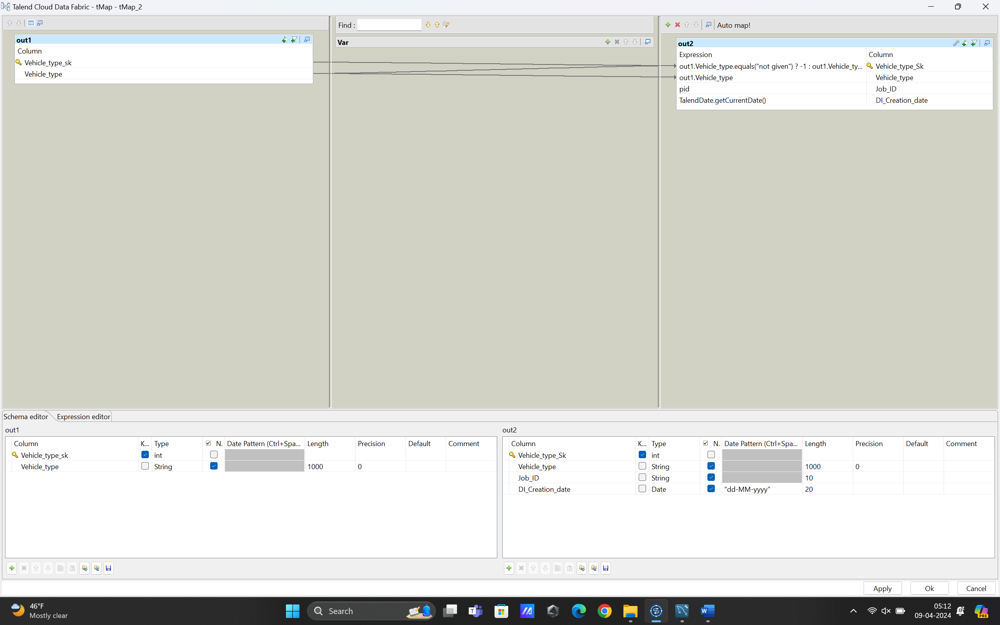 Talend Cloud Data Fabric - tMap - tMap_2
Find :
Auto map!
out1
Column
Vehicle_type_sk
Vehicle_type
Var
out2
Expression Column
out1.Vehicle_type.equals("not given") ? -1 : out1.Vehicle_ty... Vehicle_type_Sk
out1.Vehicle_type Vehicle_type
pid Job_ID
TalendDate.getCurrentDate() DI_Creation_date
Schema editor Expression editor
out1
Column K... Type N. Date Pattern (Ctrl+Spa... Length Precision Default Comment
Vehicle_type_sk int
Vehicle_type String 1000 0
out2
Column K... Type N. Date Pattern (Ctrl+Spa... Length Precision Default Comment
Vehicle_type_Sk int
Vehicle_type String 1000 0
Job_ID String 10
DI_Creation_date Date "dd-MM-yyyy" 20
Apply Ok Cancel
46°F
Mostly clear
Search
05:12
09-04-2024
PRE